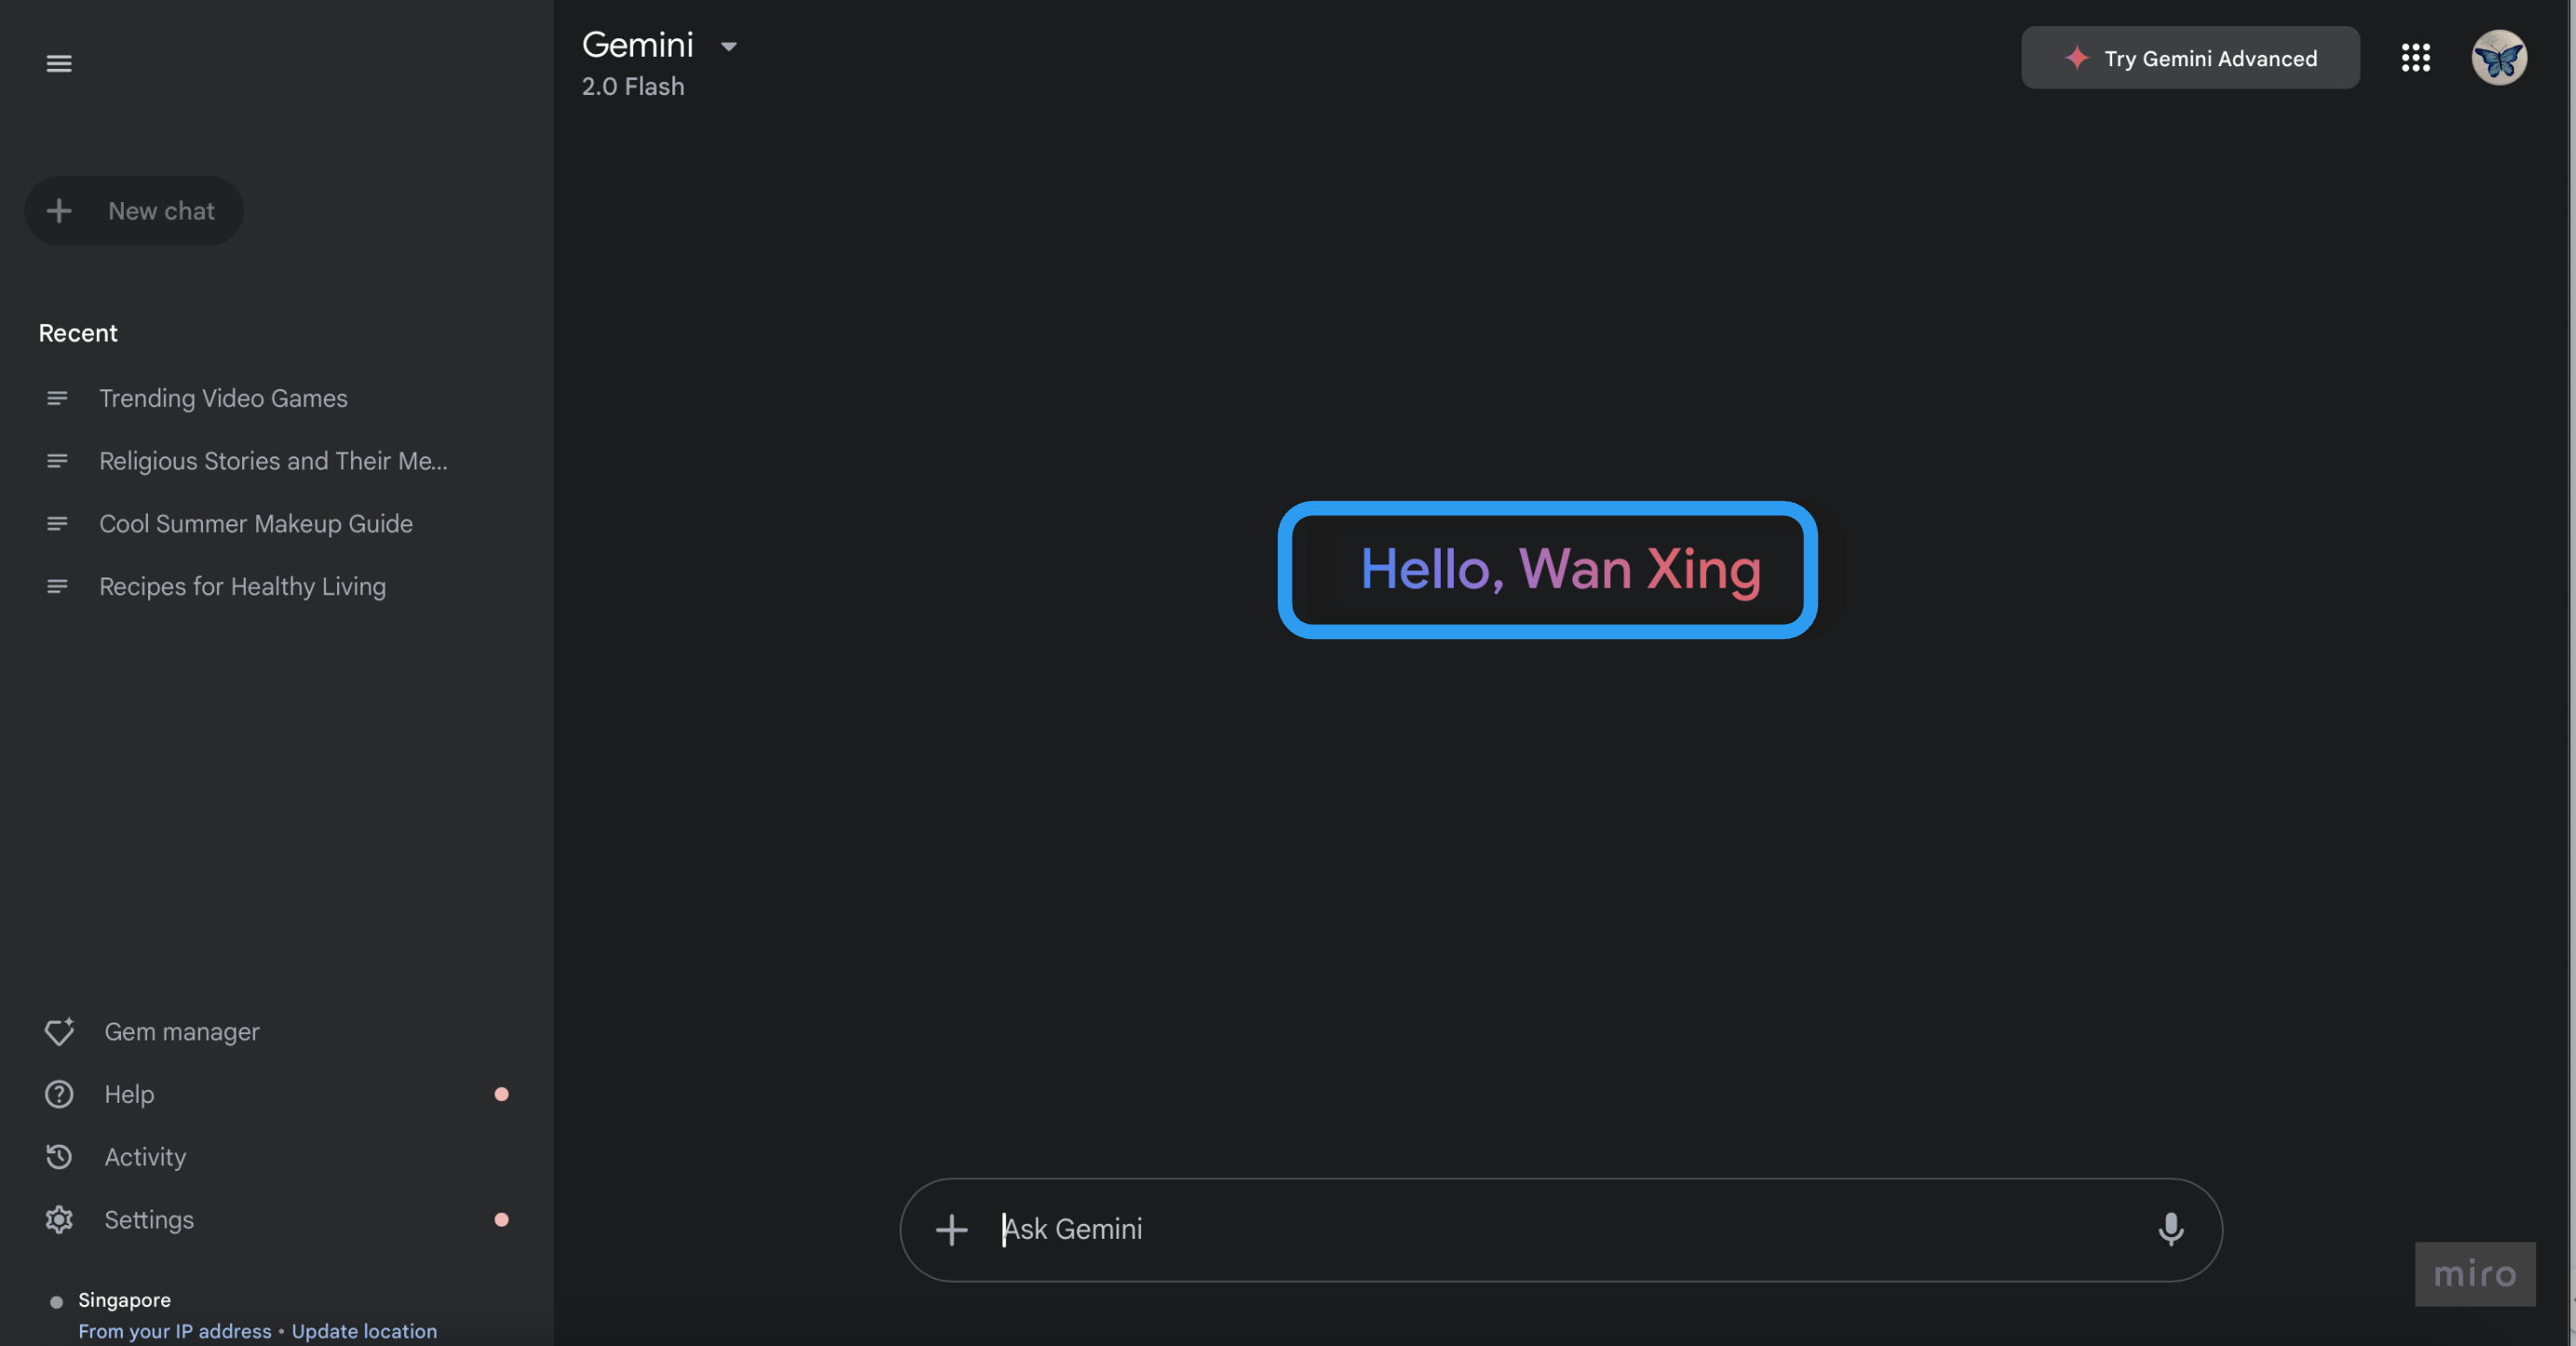 Gemini
2.0 Flash
Try Gemini Advanced
New chat
Recent
Trending Video Games
Religious Stories and Their Me...
Cool Summer Makeup Guide
Recipes for Healthy Living
Hello, Wan Xing
Gem manager
Help
Activity
Settings
Singapore
From your IP address • Update location
Ask Gemini
miro